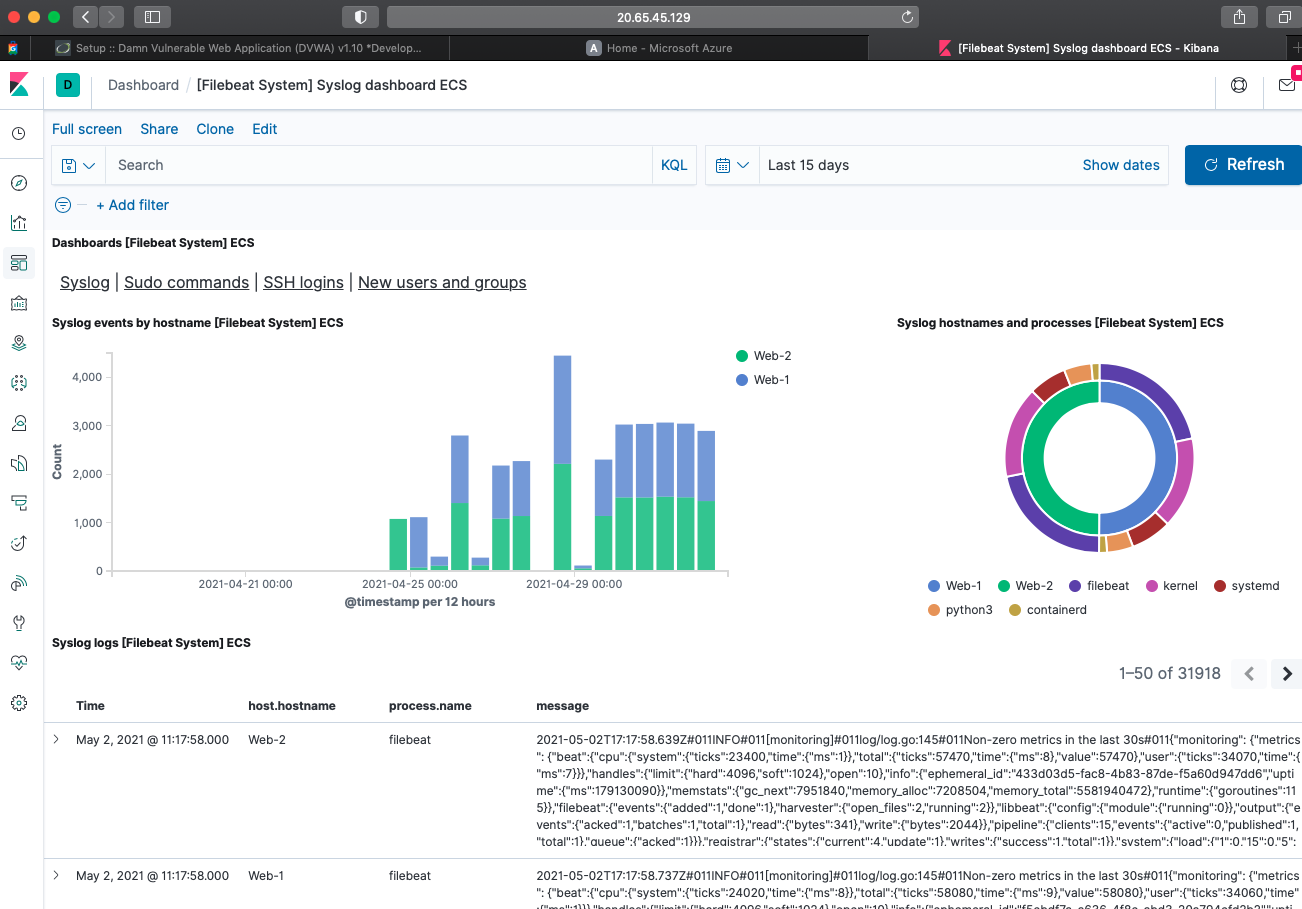 20.65.45.129
G
Setup :: Damn Vulnerable Web Application (DVWA) v1.10 *Develop...
A
Home - Microsoft Azure
[Filebeat System] Syslog dashboard ECS - Kibana
D
Dashboard / [Filebeat System] Syslog dashboard ECS
Full screen Share Clone Edit
Search KQL Last 15 days Show dates Refresh
+ Add filter
Dashboards [Filebeat System] ECS
Syslog | Sudo commands | SSH logins | New users and groups
Syslog events by hostname [Filebeat System] ECS
Web-2
Web-1
4,000
3,000
2,000
1,000
0
Count
2021-04-21 00:00 2021-04-25 00:00 2021-04-29 00:00
@timestamp per 12 hours
Syslog hostnames and processes [Filebeat System] ECS
Web-1 Web-2 filebeat kernel systemd
python3 containerd
Syslog logs [Filebeat System] ECS
1–50 of 31918
Time host.hostname process.name message
May 2, 2021 @ 11:17:58.000 Web-2 filebeat 2021-05-02T17:17:58.639Z#011INFO#011[monitoring]#011log/log.go:145#011Non-zero metrics in the last 30s#011{"monitoring": {"metrics
": {"beat":{"cpu":{"system":{"ticks":23400,"time":{"ms":1}},"total":{"ticks":57470,"time":{"ms":8},"value":57470},"user":{"ticks":34070,"time":{
"ms":7}}},"handles":{"limit":{"hard":4096,"soft":1024},"open":10},"info":{"ephemeral_id":"433d03d5-fac8-4b83-87de-f5a60d947dd6","upti
me":{"ms":179130090}},"memstats":{"gc_next":7951840,"memory_alloc":7208504,"memory_total":5581940472},"runtime":{"goroutines":11
5}},"filebeat":{"events":{"added":1,"done":1},"harvester":{"open_files":2,"running":2}},"libbeat":{"config":{"module":{"running":0}},"output":{"e
vents":{"acked":1,"batches":1,"total":1},"read":{"bytes":341},"write":{"bytes":2044}},"pipeline":{"clients":15,"events":{"active":0,"published":1,
"total":1},"queue":{"acked":1}}},"registrar":{"states":{"current":4,"update":1},"writes":{"success":1,"total":1}},"system":{"load":{"1":0.15":0.5":
May 2, 2021 @ 11:17:58.000 Web-1 filebeat 2021-05-02T17:17:58.737Z#011INFO#011[monitoring]#011log/log.go:145#011Non-zero metrics in the last 30s#011{"monitoring": {"metrics
": {"beat":{"cpu":{"system":{"ticks":24020,"time":{"ms":8}},"total":{"ticks":58080,"time":{"ms":9},"value":58080},"user":{"ticks":34060,"time":{